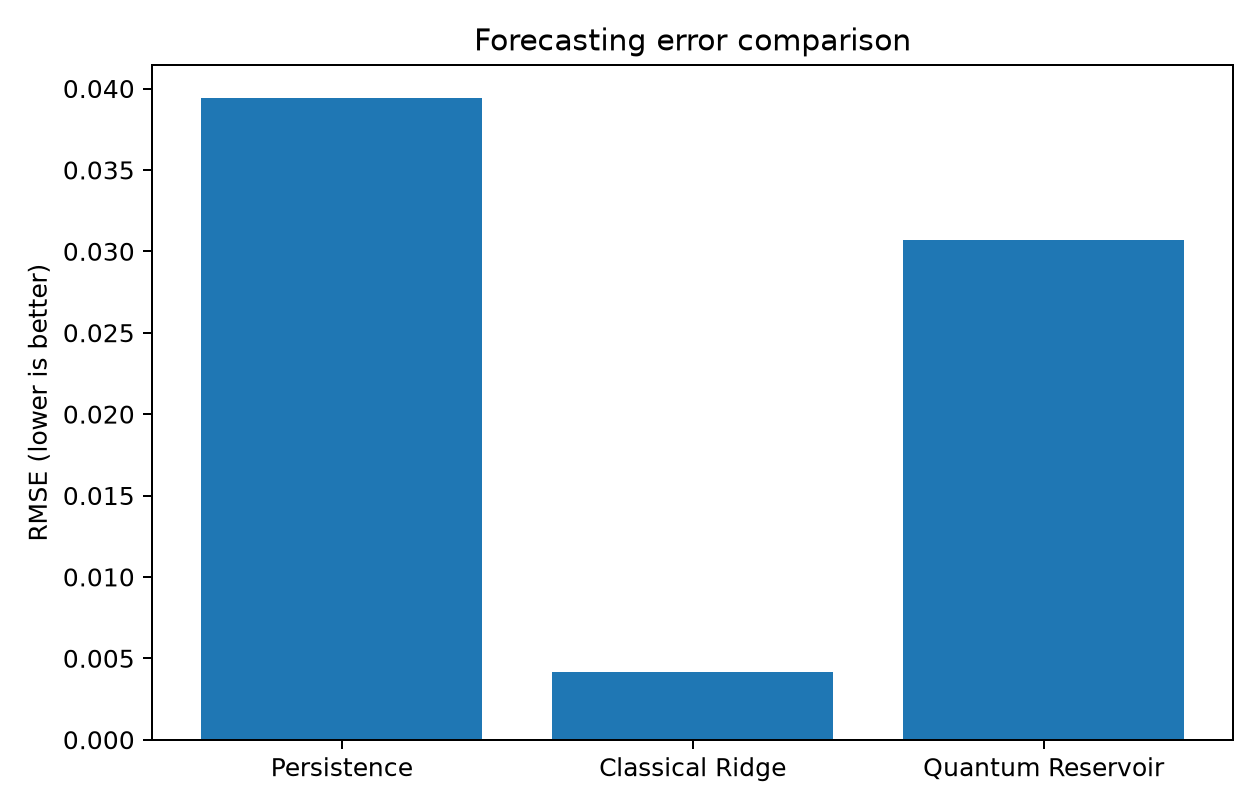 Forecasting error comparison
RMSE (lower is better)
0.040
0.035
0.030
0.025
0.020
0.015
0.010
0.005
0.000
Persistence
Classical Ridge
Quantum Reservoir